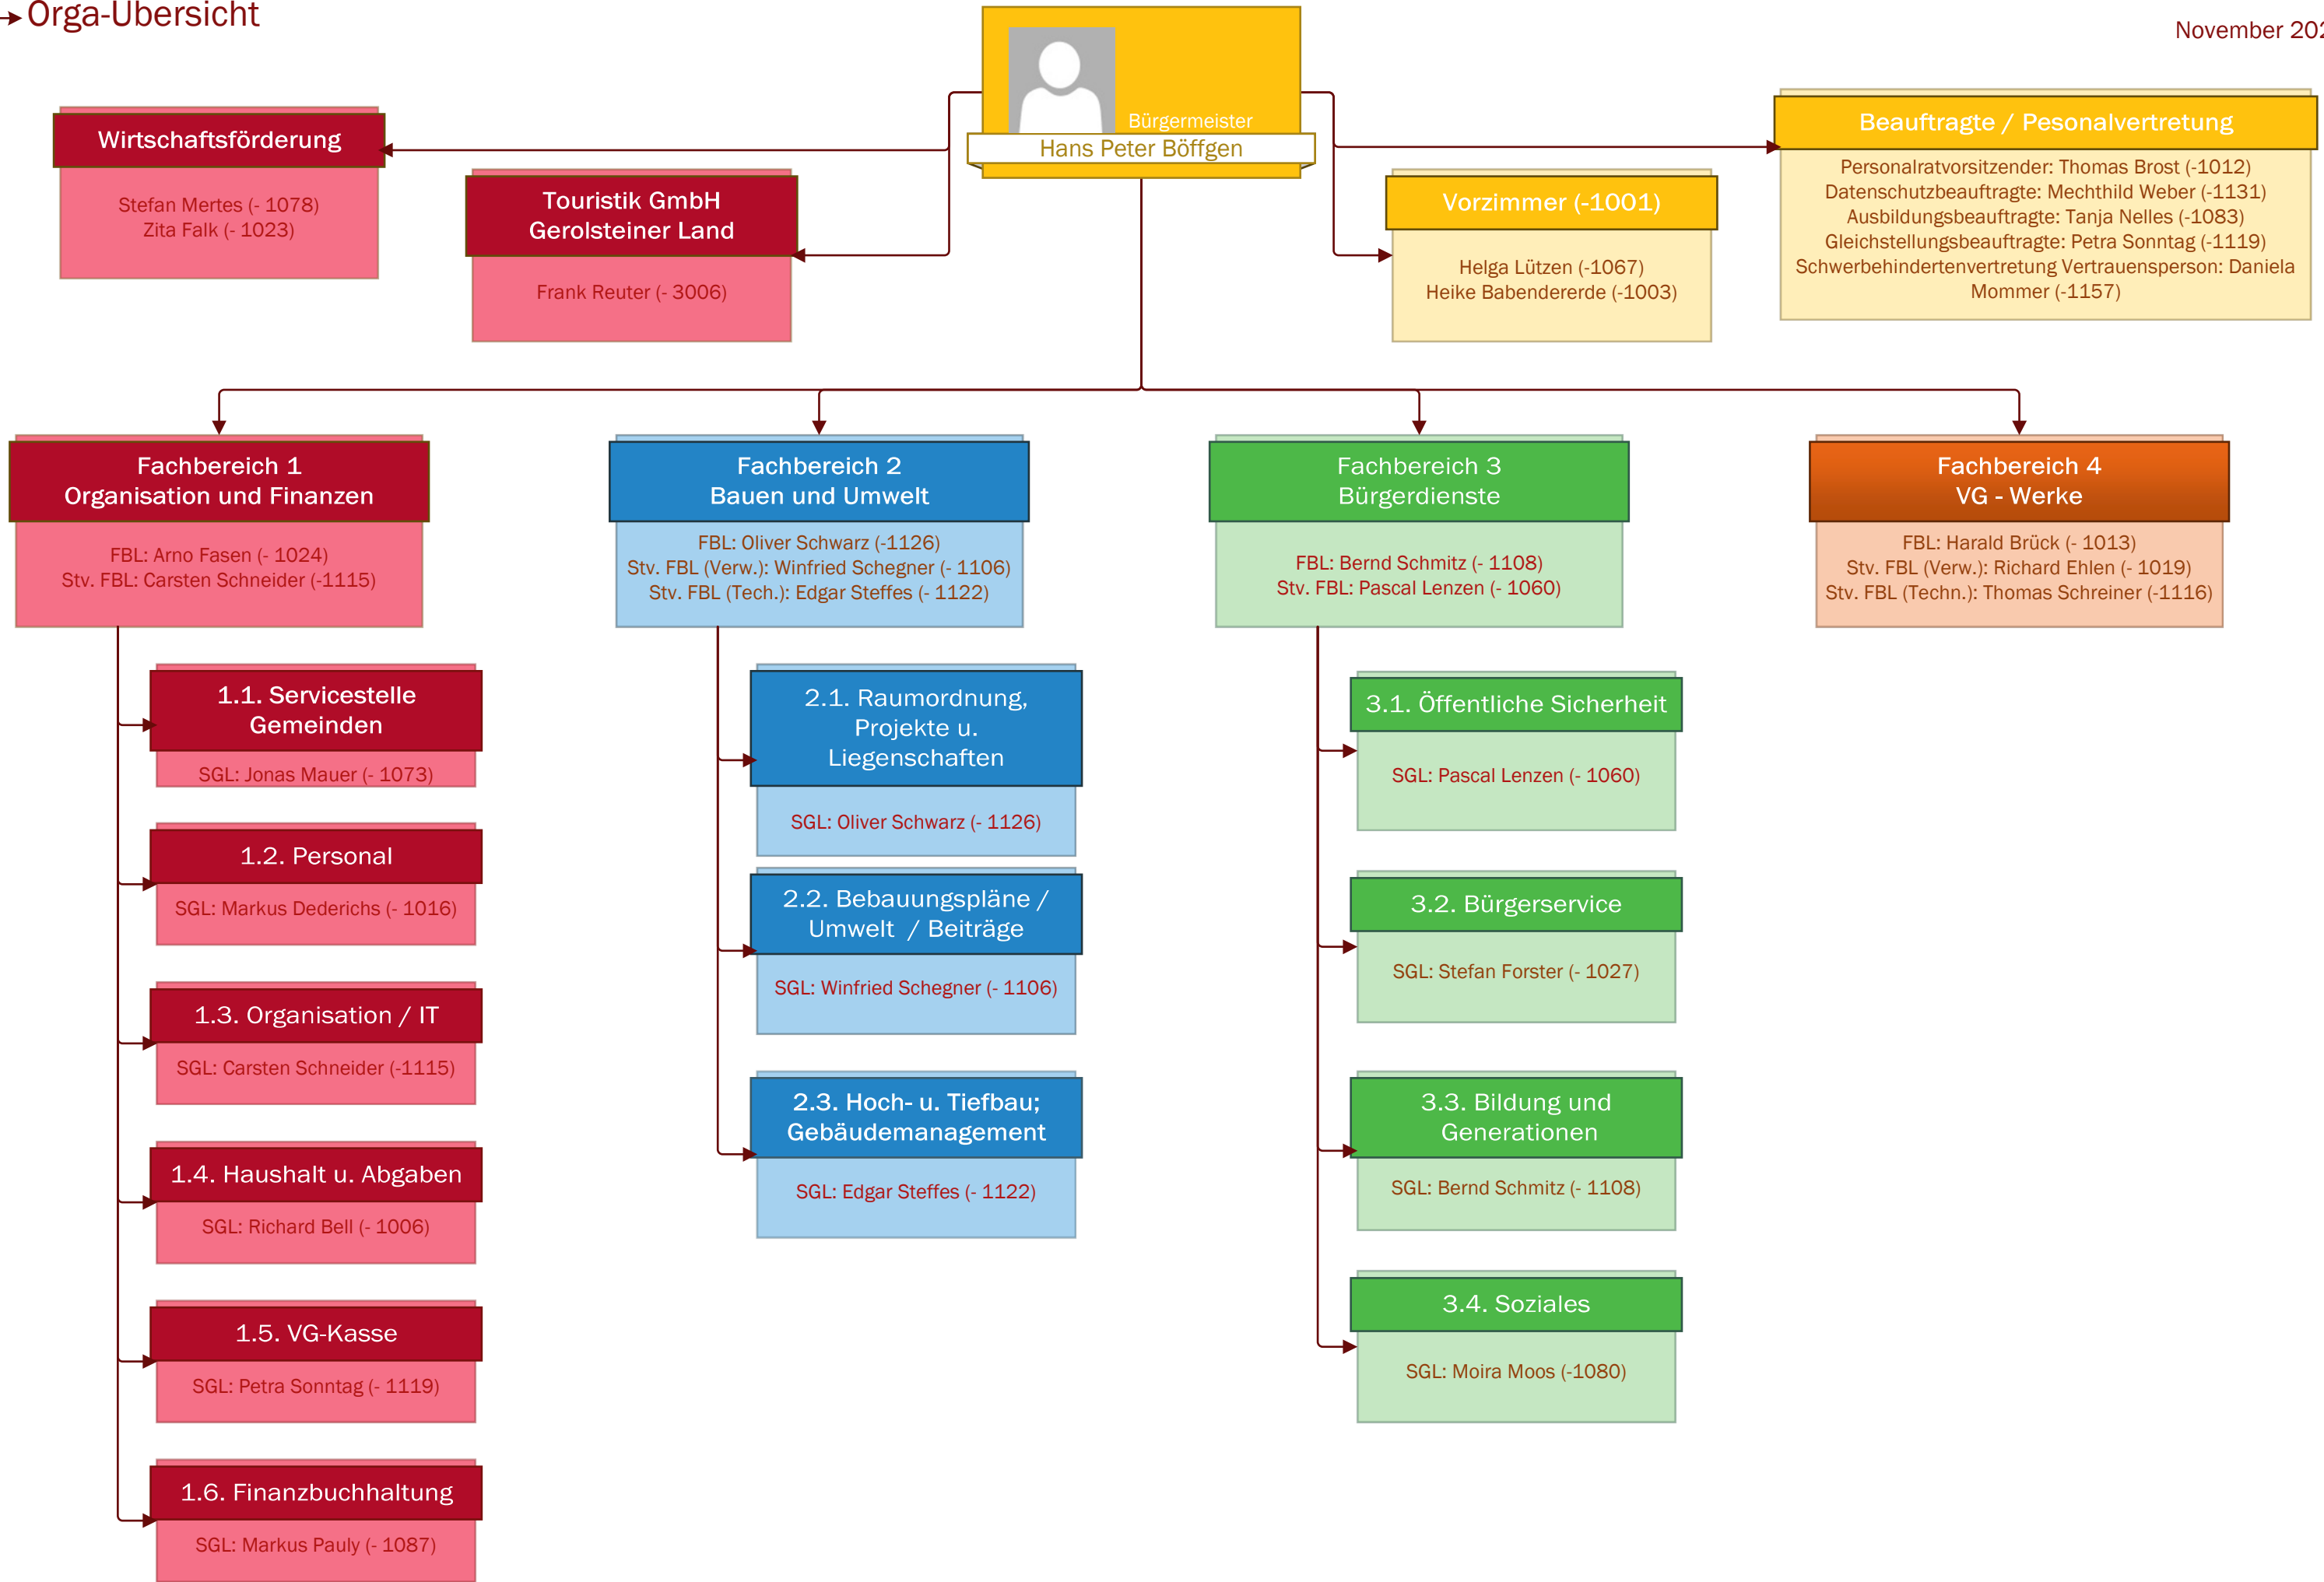 Orga-Übersicht
November 202
Bürgermeister
Hans Peter Böffgen
Wirtschaftsförderung
Stefan Mertes (- 1078)
Zita Falk (- 1023)
Touristik GmbH
Gerolsteiner Land
Frank Reuter (- 3006)
Vorzimmer (-1001)
Helga Lützen (-1067)
Heike Babendererde (-1003)
Beauftragte / Pesonalvertretung
Personalratvorsitzender: Thomas Brost (-1012)
Datenschutzbeauftragte: Mechthild Weber (-1131)
Ausbildungsbeauftragte: Tanja Nelles (-1083)
Gleichstellungsbeauftragte: Petra Sonntag (-1119)
Schwerbehindertenvertretung Vertrauensperson: Daniela
Mommer (-1157)
Fachbereich 1
Organisation und Finanzen
FBL: Arno Fasen (- 1024)
Stv. FBL: Carsten Schneider (-1115)
1.1. Servicestelle
Gemeinden
SGL: Jonas Mauer (- 1073)
1.2. Personal
SGL: Markus Dederichs (- 1016)
1.3. Organisation / IT
SGL: Carsten Schneider (-1115)
1.4. Haushalt u. Abgaben
SGL: Richard Bell (- 1006)
1.5. VG-Kasse
SGL: Petra Sonntag (- 1119)
1.6. Finanzbuchhaltung
SGL: Markus Pauly (- 1087)
Fachbereich 2
Bauen und Umwelt
FBL: Oliver Schwarz (-1126)
Stv. FBL (Verw.): Winfried Schegner (- 1106)
Stv. FBL (Tech.): Edgar Steffes (- 1122)
2.1. Raumordnung,
Projekte u.
Liegenschaften
SGL: Oliver Schwarz (- 1126)
2.2. Bebauungspläne /
Umwelt / Beiträge
SGL: Winfried Schegner (- 1106)
2.3. Hoch- u. Tiefbau;
Gebäudemanagement
SGL: Edgar Steffes (- 1122)
Fachbereich 3
Bürgerdienste
FBL: Bernd Schmitz (- 1108)
Stv. FBL: Pascal Lenzen (- 1060)
3.1. Öffentliche Sicherheit
SGL: Pascal Lenzen (- 1060)
3.2. Bürgerservice
SGL: Stefan Forster (- 1027)
3.3. Bildung und
Generationen
SGL: Bernd Schmitz (- 1108)
3.4. Soziales
SGL: Moira Moos (-1080)
Fachbereich 4
VG - Werke
FBL: Harald Brück (- 1013)
Stv. FBL (Verw.): Richard Ehlen (- 1019)
Stv. FBL (Techn.): Thomas Schreiner (-1116)